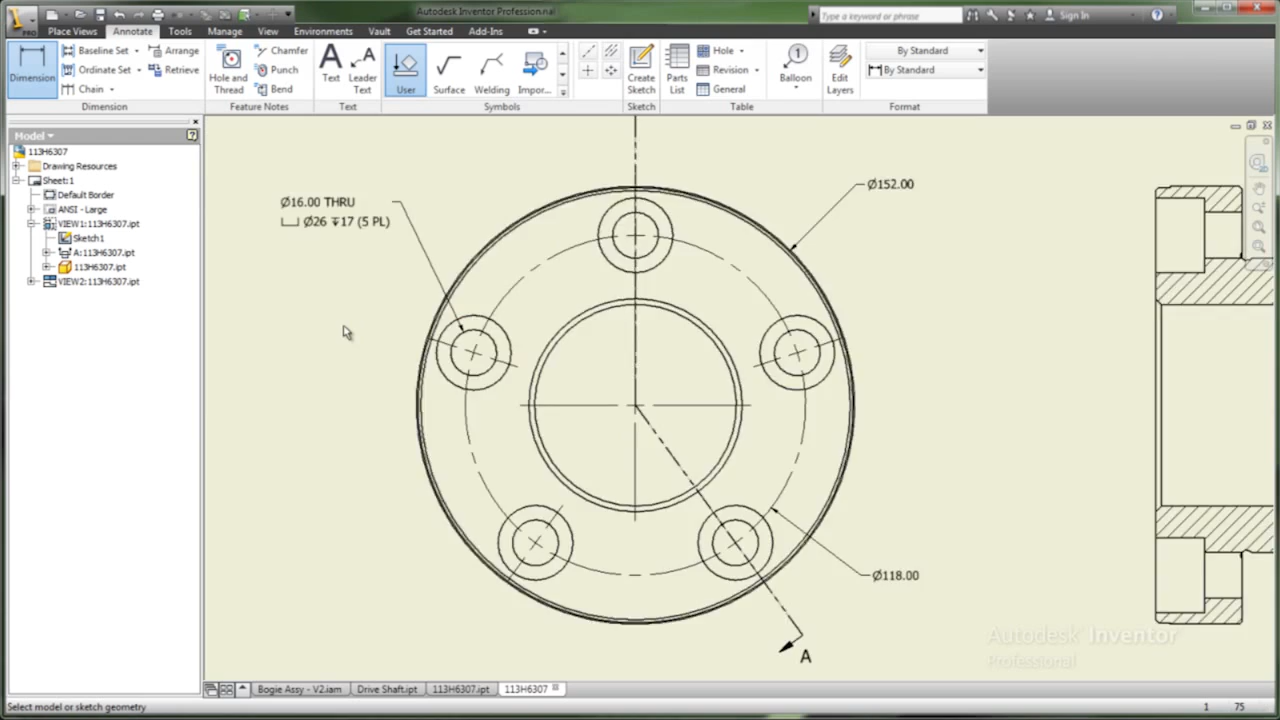 Autodesk Inventor Professional.nal
Type a keyword or phrase
Sign In
PRO
Place Views Annotate Tools Manage View Environments Vault Get Started Add-Ins
Dimension
Baseline Set
Ordinate Set
Chain
Arrange
Retrieve
Dimension
Hole and Thread
Chamfer
Punch
Bend
Feature Notes
Text
Leader Text
Text
User
Surface
Welding
Impor...
Symbols
Create Sketch
Sketch
Parts List
Hole
Revision
General
Table
Balloon
Edit Layers
By Standard
By Standard
Format
Model
113H6307
Drawing Resources
Sheet:1
Default Border
ANSI - Large
VIEW1:113H6307.ipt
Sketch1
A:113H6307.ipt
113H6307.ipt
VIEW2:113H6307.ipt
Ø16.00 THRU
⌴ Ø26 ↧17 (5 PL)
Ø152.00
Ø118.00
A
Autodesk Inventor
Professional
Bogie Assy - V2.iam Drive Shaft.ipt 113H6307.ipt 113H6307
Select model or sketch geometry
1 75